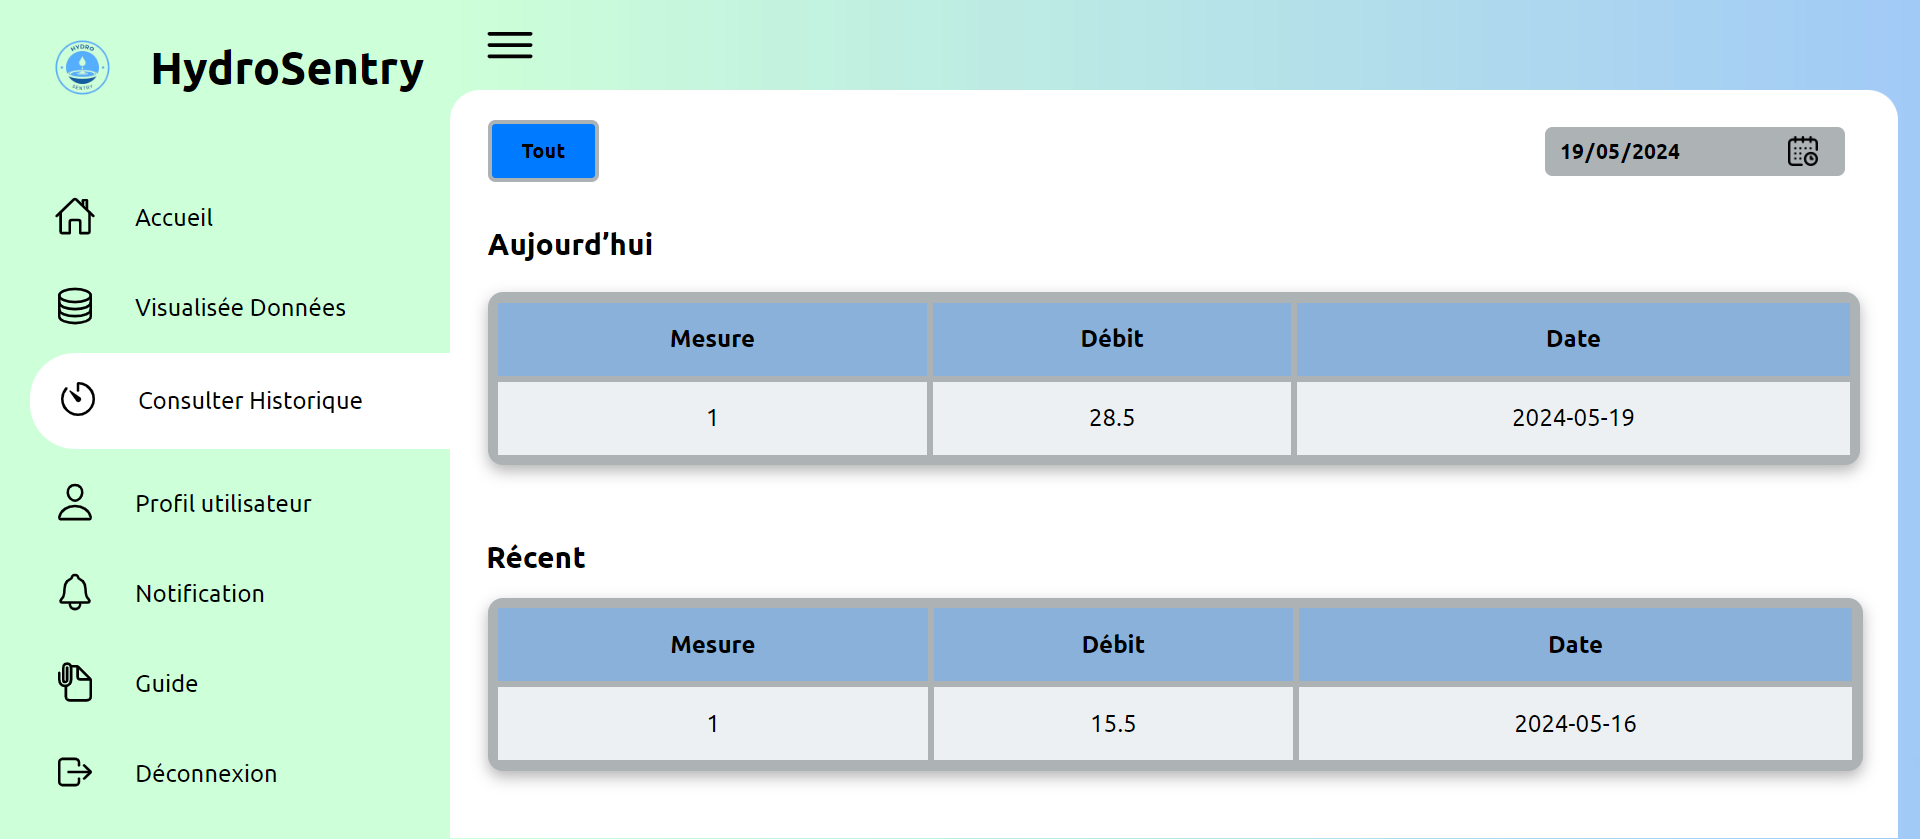 HYDRO
SENTRY
HydroSentry
Accueil
Visualisée Données
Consulter Historique
Profil utilisateur
Notification
Guide
Déconnexion
Tout
19/05/2024
Aujourd’hui
Mesure Débit Date
1 28.5 2024-05-19
Récent
Mesure Débit Date
1 15.5 2024-05-16